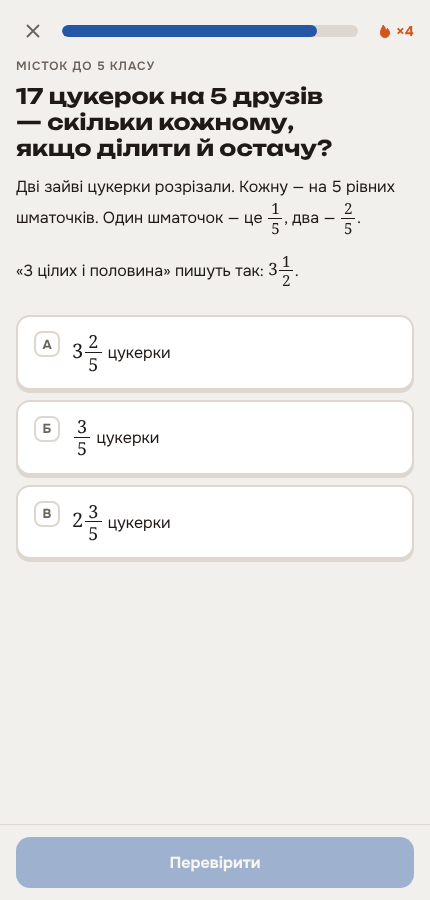 ×4
МІСТОК ДО 5 КЛАСУ
17 цукерок на 5 друзів
— скільки кожному,
якщо ділити й остачу?
Дві зайві цукерки розрізали. Кожну — на 5 рівних
шматочків. Один шматочок — це 1/5, два — 2/5.
«3 цілих і половина» пишуть так: 3 1/2.
А 3 2/5 цукерки
Б 3/5 цукерки
В 2 3/5 цукерки
Перевірити